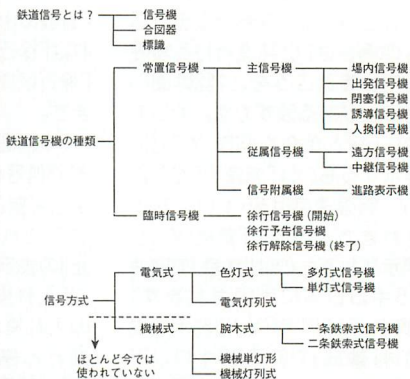 鉄道信号とは？ 信号機
合図器
標識
常置信号機 主信号機 場内信号機
出発信号機
閉塞信号機
誘導信号機
入換信号機
鉄道信号機の種類
従属信号機 遠方信号機
中継信号機
信号附属機 進路表示機
臨時信号機 徐行信号機（開始）
徐行予告信号機
徐行解除信号機（終了）
電気式 色灯式 多灯式信号機
単灯式信号機
信号方式 電気灯列式
機械式 腕木式 一条鉄索式信号機
二条鉄索式信号機
ほとんど今では
使われていない
機械単灯形
機械灯列式